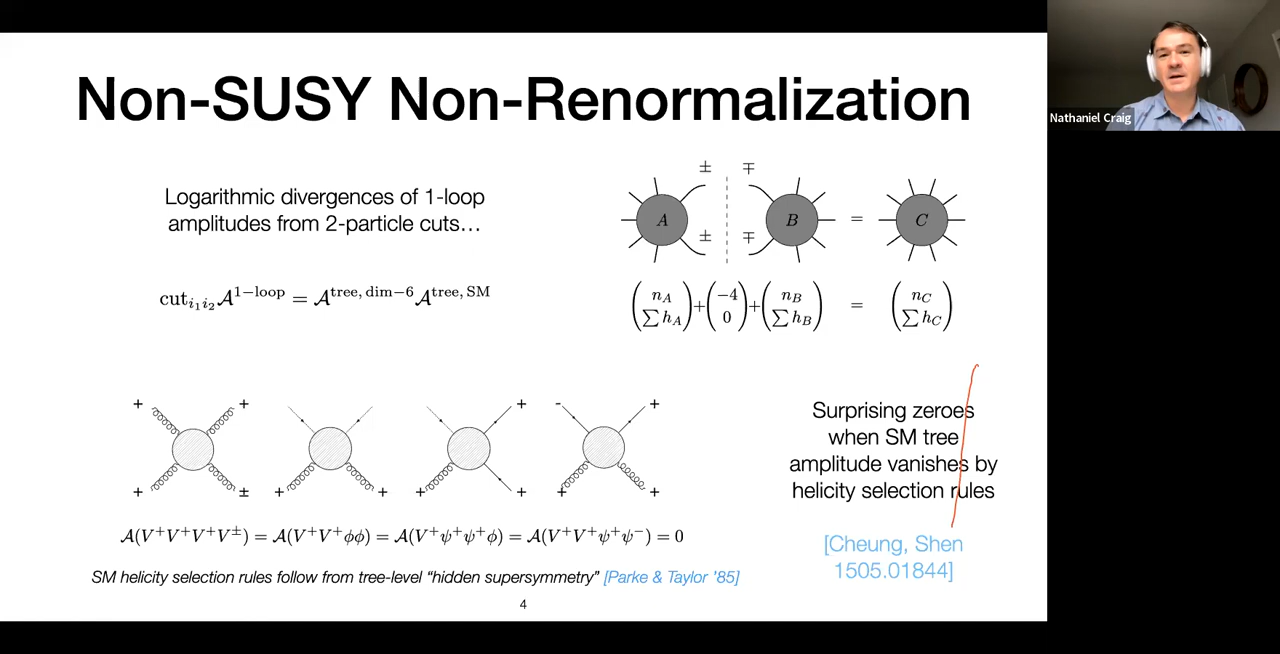 Non-SUSY Non-Renormalization
Nathaniel Craig
Logarithmic divergences of 1-loop
amplitudes from 2-particle cuts…
± ∓
A B = C
± ∓
cut_{i₁i₂} 𝒜^{1−loop} = 𝒜^{tree, dim−6} 𝒜^{tree, SM}
(n_A ∑h_A) + (−4 0) + (n_B ∑h_B) = (n_C ∑h_C)
+ + + - +
+ ± + + + + + +
Surprising zeroes
when SM tree
amplitude vanishes by
helicity selection rules
𝒜(V⁺V⁺V⁺V^±) = 𝒜(V⁺V⁺ϕϕ) = 𝒜(V⁺ψ⁺ψ⁺ϕ) = 𝒜(V⁺V⁺ψ⁺ψ⁻) = 0
[Cheung, Shen
1505.01844]
SM helicity selection rules follow from tree-level “hidden supersymmetry” [Parke & Taylor ’85]
4